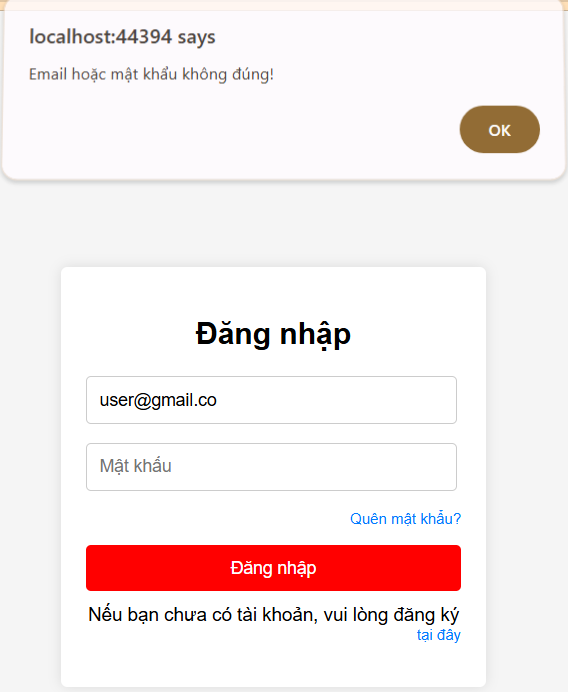 localhost:44394 says
Email hoặc mật khẩu không đúng!
OK
Đăng nhập
user@gmail.co
Mật khẩu
Quên mật khẩu?
Đăng nhập
Nếu bạn chưa có tài khoản, vui lòng đăng ký
tại đây